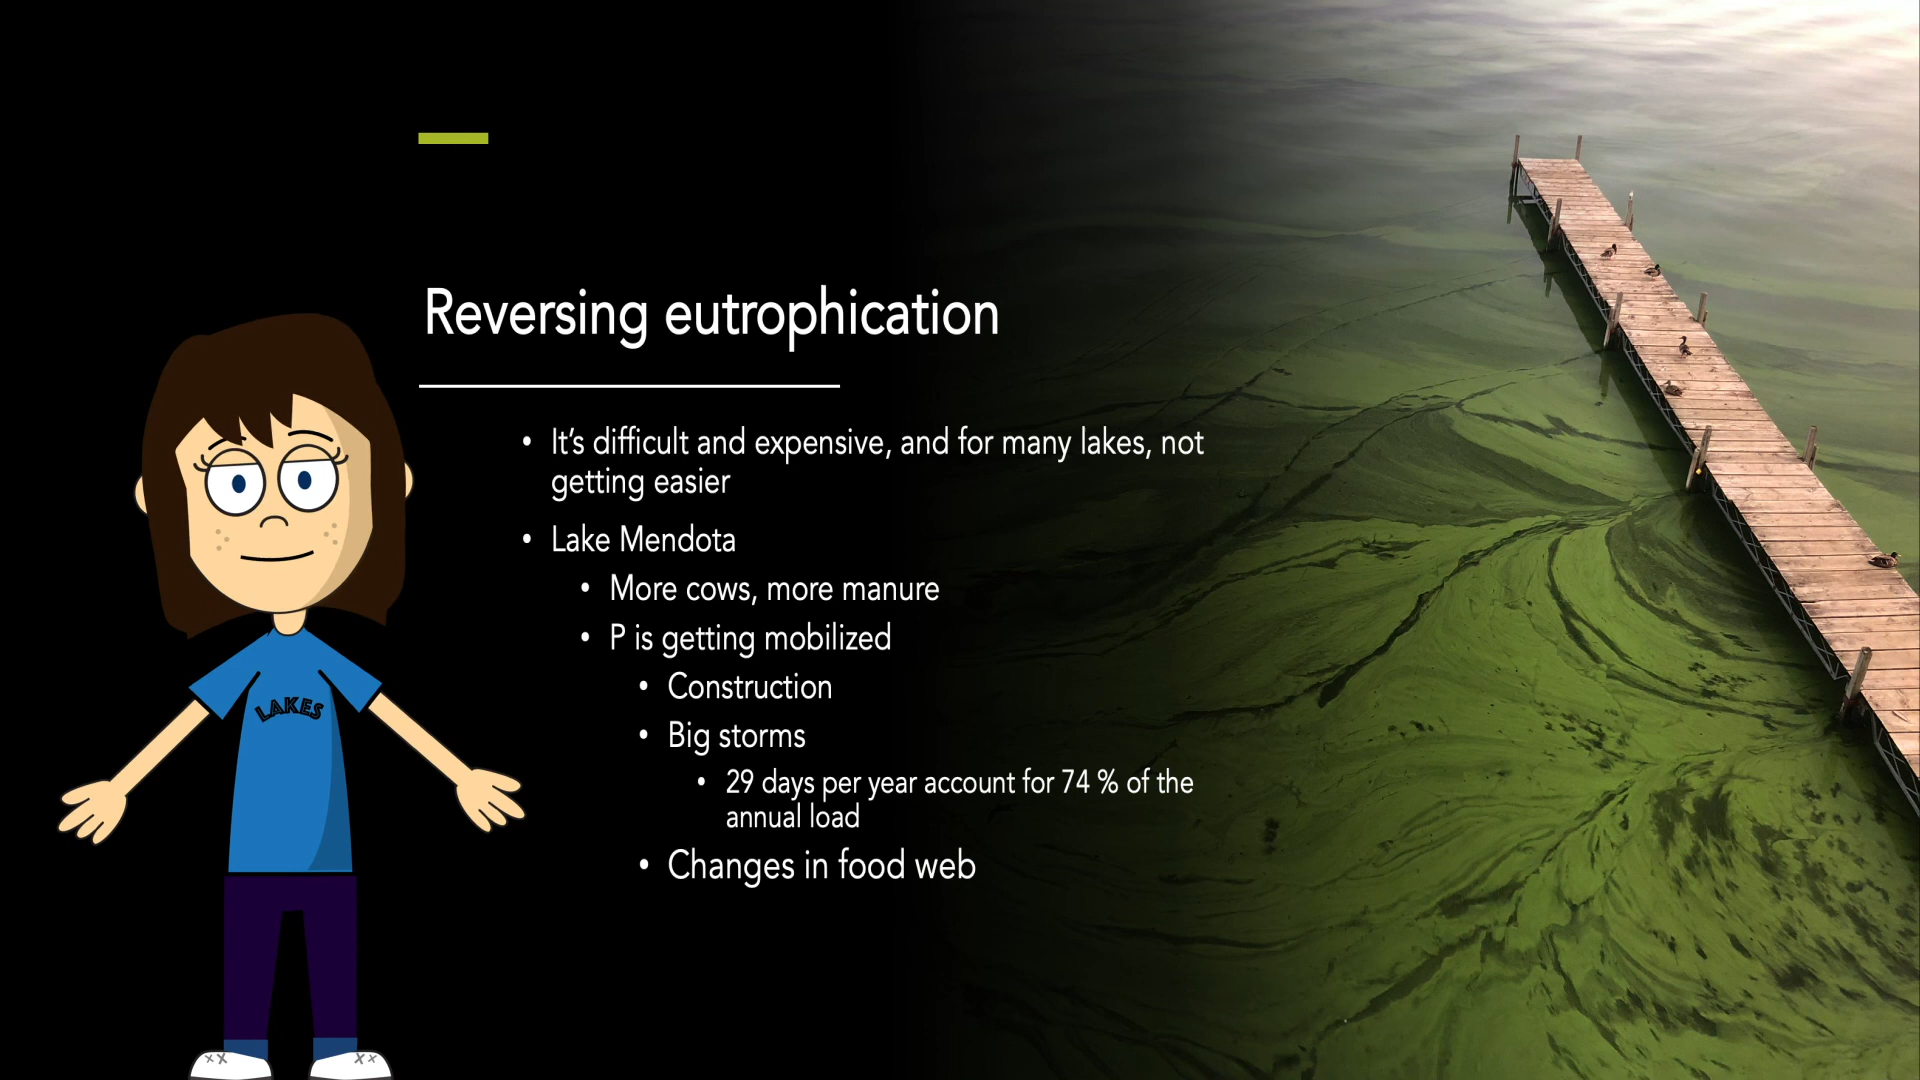 Reversing eutrophication
• It's difficult and expensive, and for many lakes, not
getting easier
• Lake Mendota
• More cows, more manure
• P is getting mobilized
• Construction
• Big storms
• 29 days per year account for 74 % of the
annual load
• Changes in food web
LAKES